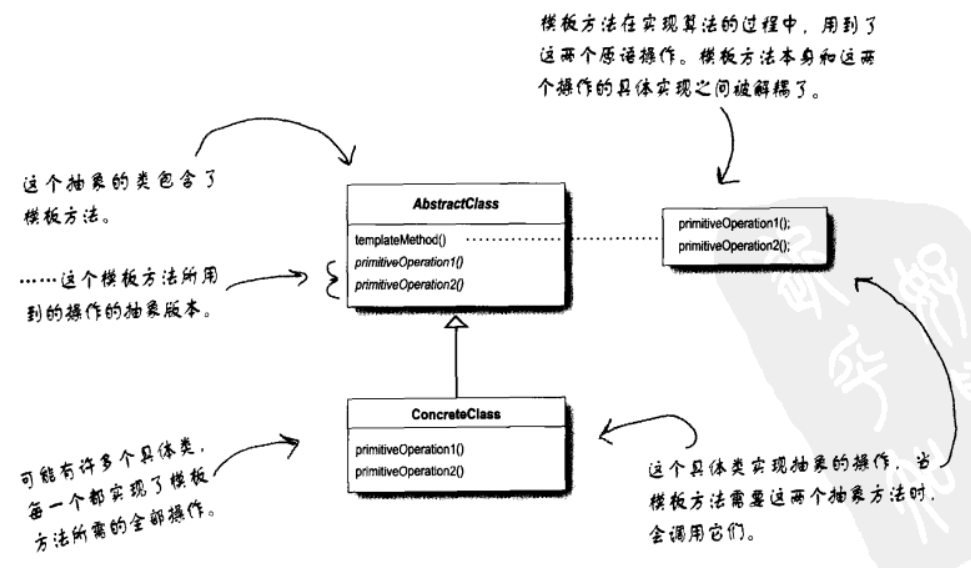 模板方法在实现算法的过程中，用到了
这两个原语操作。模板方法本身和这两
个操作的具体实现之间被解耦了。
这个抽象的类包含了
模板方法。
AbstractClass
templateMethod()
primitiveOperation1()
primitiveOperation2()
primitiveOperation1();
primitiveOperation2();
……这个模板方法所用
到的操作的抽象版本。
ConcreteClass
primitiveOperation1()
primitiveOperation2()
可能有许多个具体类，
每一个都实现了模板
方法所需的全部操作。
这个具体类实现抽象的操作，当
模板方法需要这两个抽象方法时，
会调用它们。